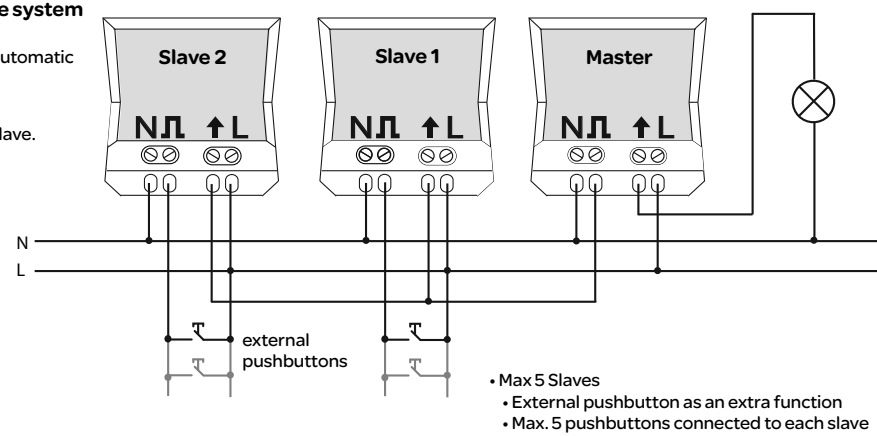 e system
utomatic
lave.
Slave 2
N ⎍ ↑ L
Slave 1
N ⎍ ↑ L
Master
N ⎍ ↑ L
N
L
external
pushbuttons
• Max 5 Slaves
• External pushbutton as an extra function
• Max. 5 pushbuttons connected to each slave